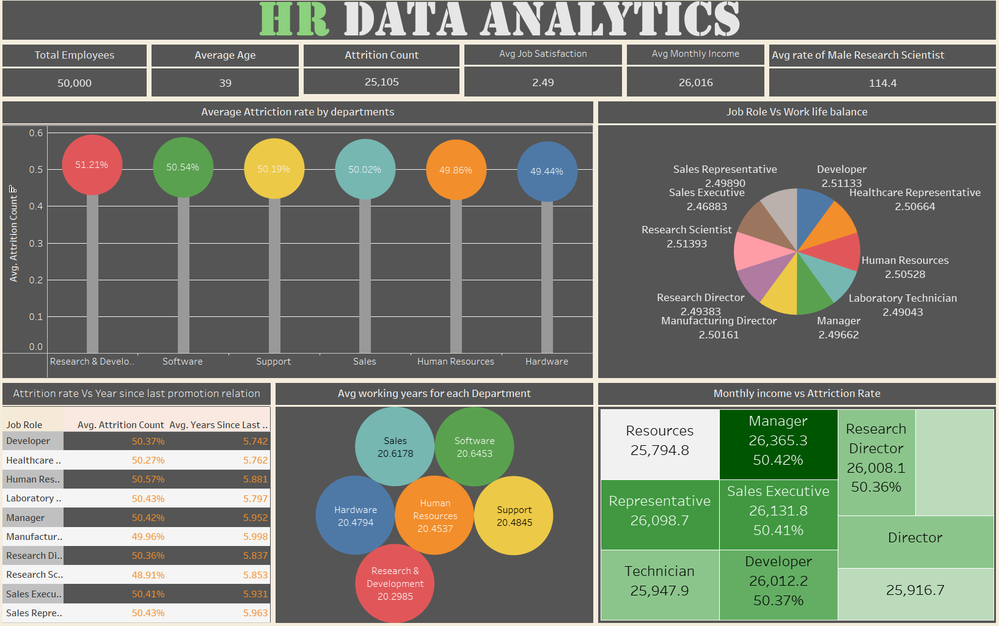 HR DATA ANALYTICS
Total Employees
50,000
Average Age
39
Attrition Count
25,105
Avg Job Satisfaction
2.49
Avg Monthly Income
26,016
Avg rate of Male Research Scientist
114.4
Average Attriction rate by departments
Avg. Attrition Count
0.6
0.5
0.4
0.3
0.2
0.1
0.0
51.21%
50.54%
50.19%
50.02%
49.86%
49.44%
Research & Develo..
Software
Support
Sales
Human Resources
Hardware
Job Role Vs Work life balance
Sales Representative
2.49890
Developer
2.51133
Sales Executive
2.46883
Healthcare Representative
2.50664
Research Scientist
2.51393
Human Resources
2.50528
Research Director
2.49383
Laboratory Technician
2.49043
Manufacturing Director
2.50161
Manager
2.49662
Attrition rate Vs Year since last promotion relation
Job Role Avg. Attrition Count Avg. Years Since Last ..
Developer 50.37% 5.742
Healthcare .. 50.27% 5.762
Human Res.. 50.57% 5.881
Laboratory .. 50.43% 5.797
Manager 50.42% 5.952
Manufactur.. 49.96% 5.998
Research Di.. 50.36% 5.837
Research Sc.. 48.91% 5.853
Sales Execu.. 50.41% 5.931
Sales Repre.. 50.43% 5.963
Avg working years for each Department
Sales
20.6178
Software
20.6453
Hardware
20.4794
Human
Resources
20.4537
Support
20.4845
Research &
Development
20.2985
Monthly income vs Attriction Rate
Resources
25,794.8
Manager
26,365.3
50.42%
Research
Director
26,008.1
50.36%
Representative
26,098.7
Sales Executive
26,131.8
50.41%
Director
Technician
25,947.9
Developer
26,012.2
50.37%
25,916.7